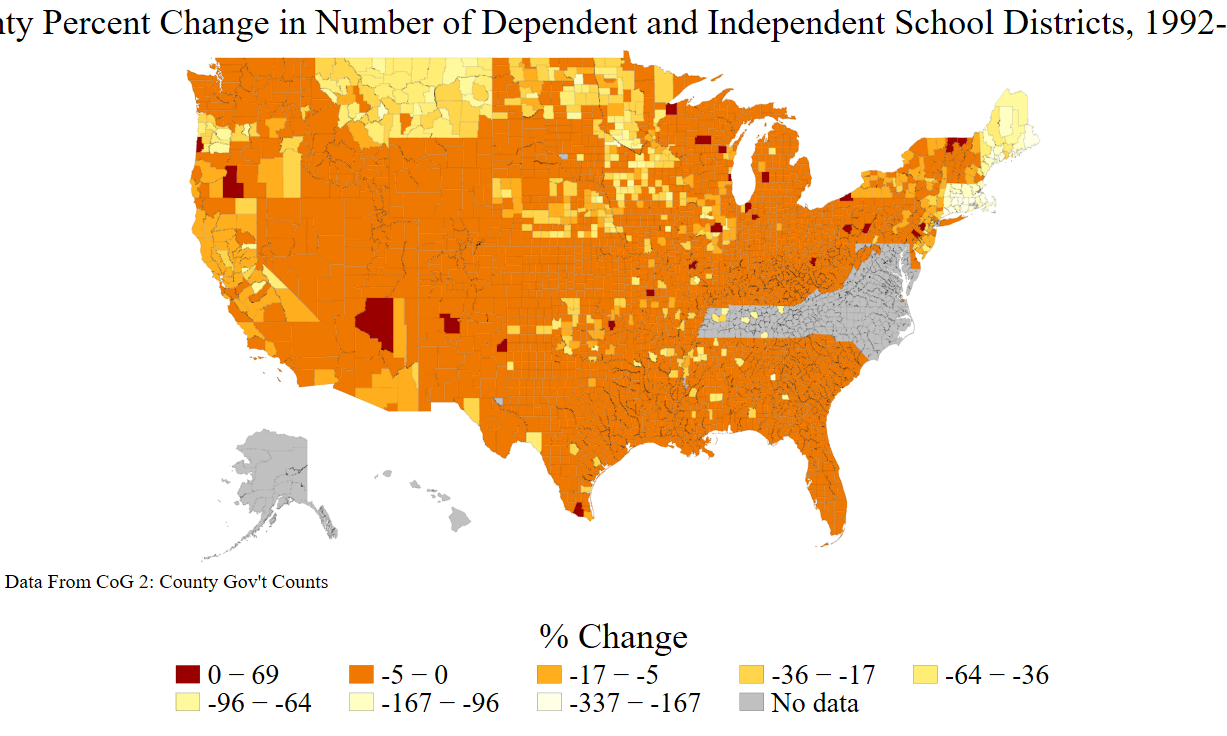 nty Percent Change in Number of Dependent and Independent School Districts, 1992-
Data From CoG 2: County Gov't Counts
% Change
0 − 69 -5 − 0 -17 − -5 -36 − -17 -64 − -36
-96 − -64 -167 − -96 -337 − -167 No data